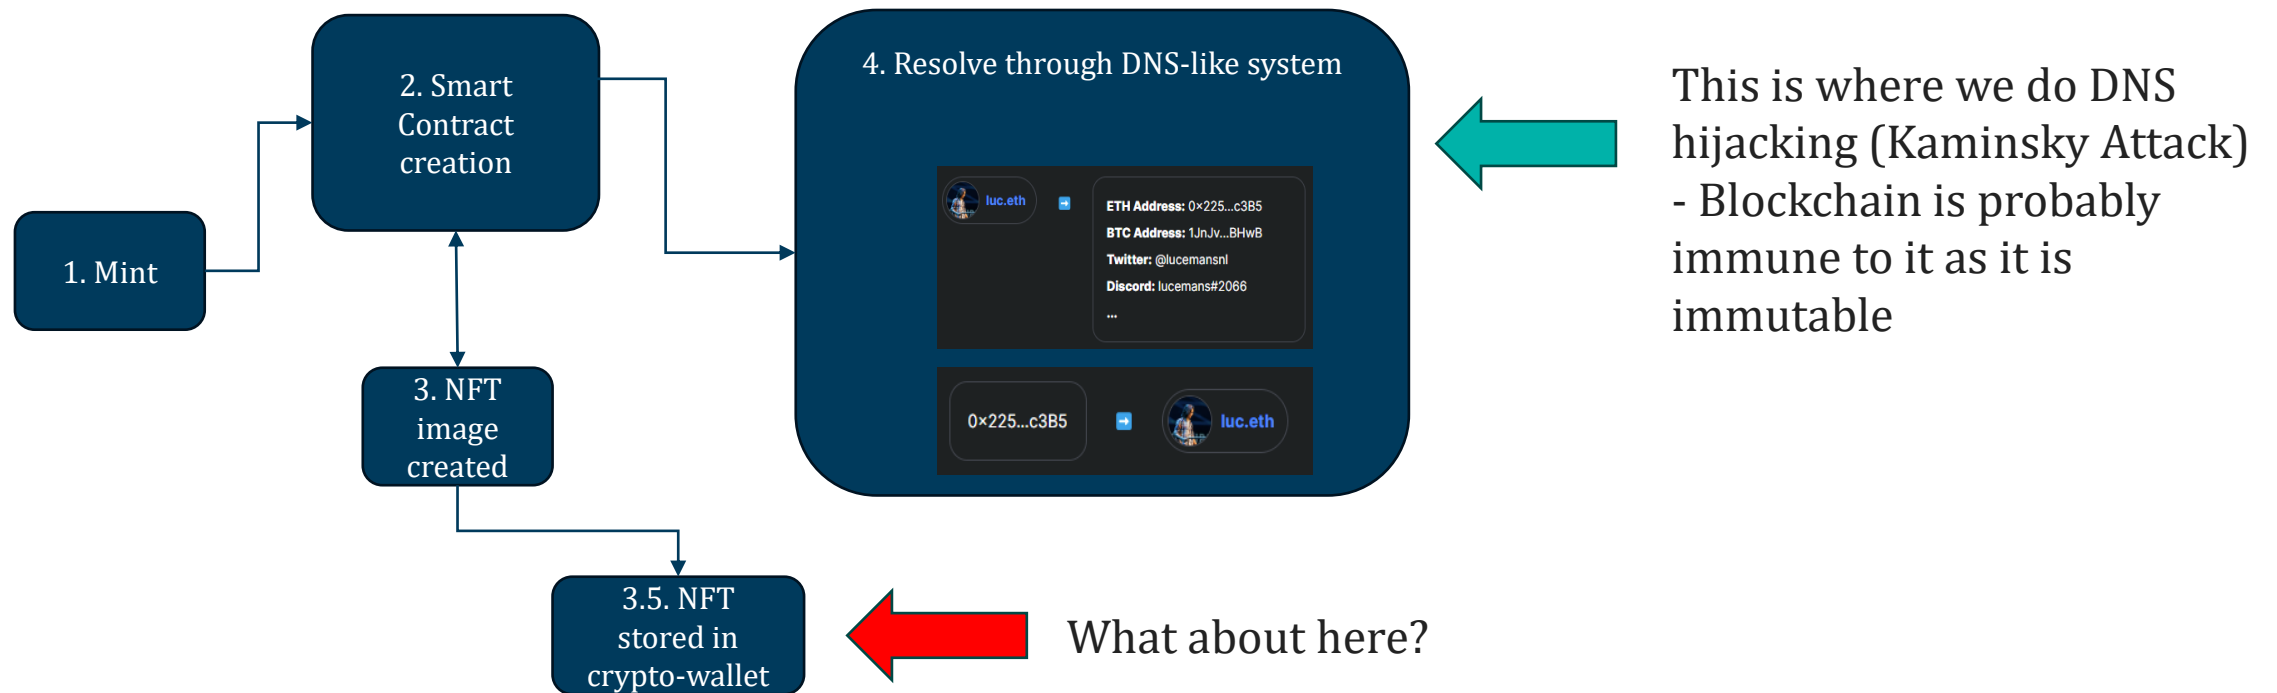 1. Mint
2. Smart
Contract
creation
3. NFT
image
created
3.5. NFT
stored in
crypto-wallet
4. Resolve through DNS-like system
luc.eth
ETH Address: 0×225...c3B5
BTC Address: 1JnJv...BHwB
Twitter: @lucemansnl
Discord: lucemans#2066
...
0×225...c3B5
luc.eth
This is where we do DNS
hijacking (Kaminsky Attack)
- Blockchain is probably
immune to it as it is
immutable
What about here?